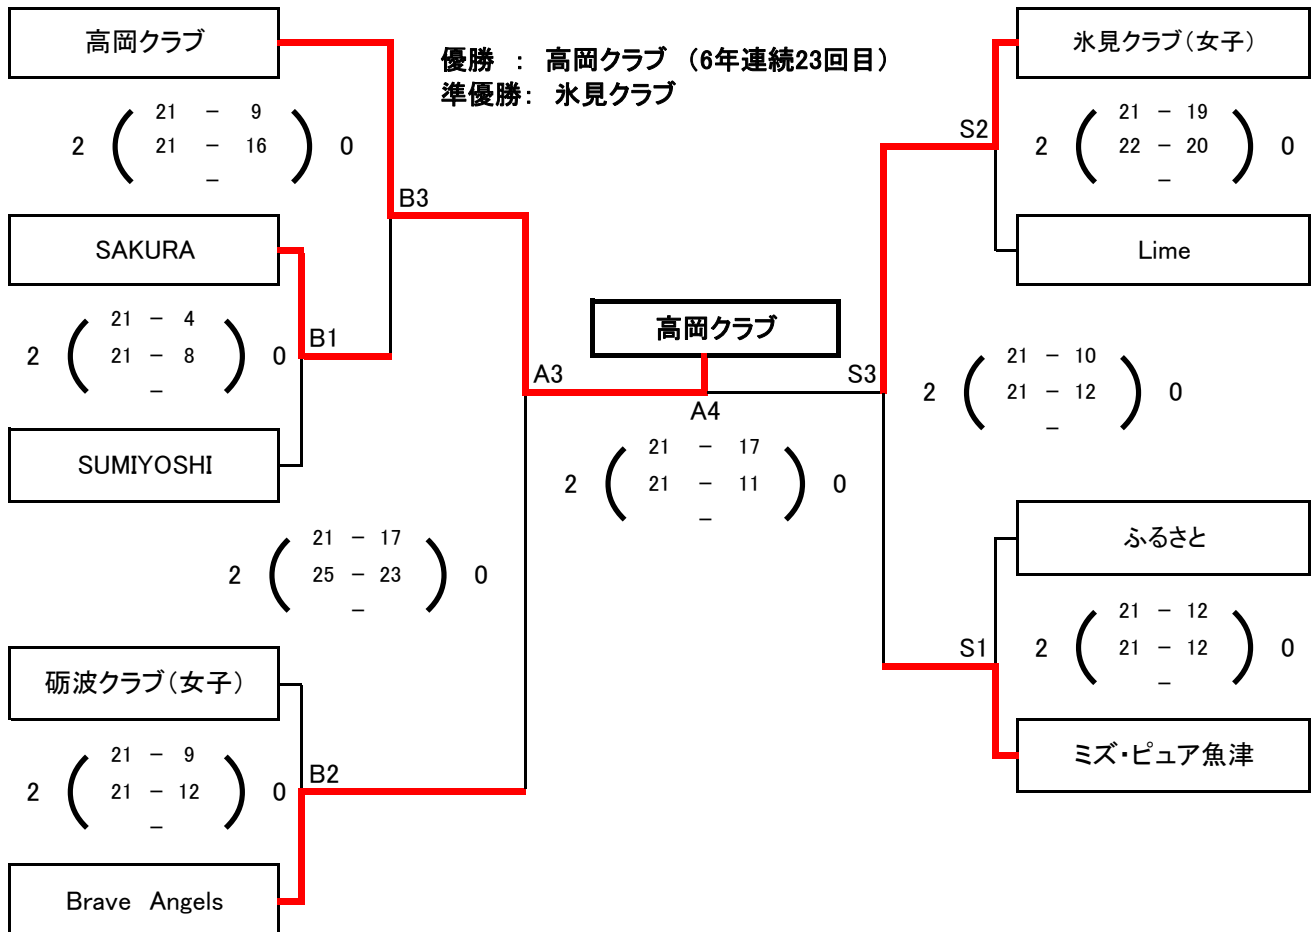 高岡クラブ
優勝 : 高岡クラブ (6年連続23回目)
準優勝: 氷見クラブ
氷見クラブ(女子)
2 ( 21 - 9 ) 0
21 - 16
-
B3
S2
2 ( 21 - 19 ) 0
22 - 20
-
SAKURA
Lime
2 ( 21 - 4 ) 0
21 - 8
-
B1
高岡クラブ
A3
S3
A4
2 ( 21 - 10 ) 0
21 - 12
-
SUMIYOSHI
2 ( 21 - 17 ) 0
21 - 11
-
2 ( 21 - 17 ) 0
25 - 23
-
ふるさと
2 ( 21 - 12 ) 0
21 - 12
-
S1
砺波クラブ(女子)
ミズ・ピュア魚津
2 ( 21 - 9 ) 0
21 - 12
-
B2
Brave Angels